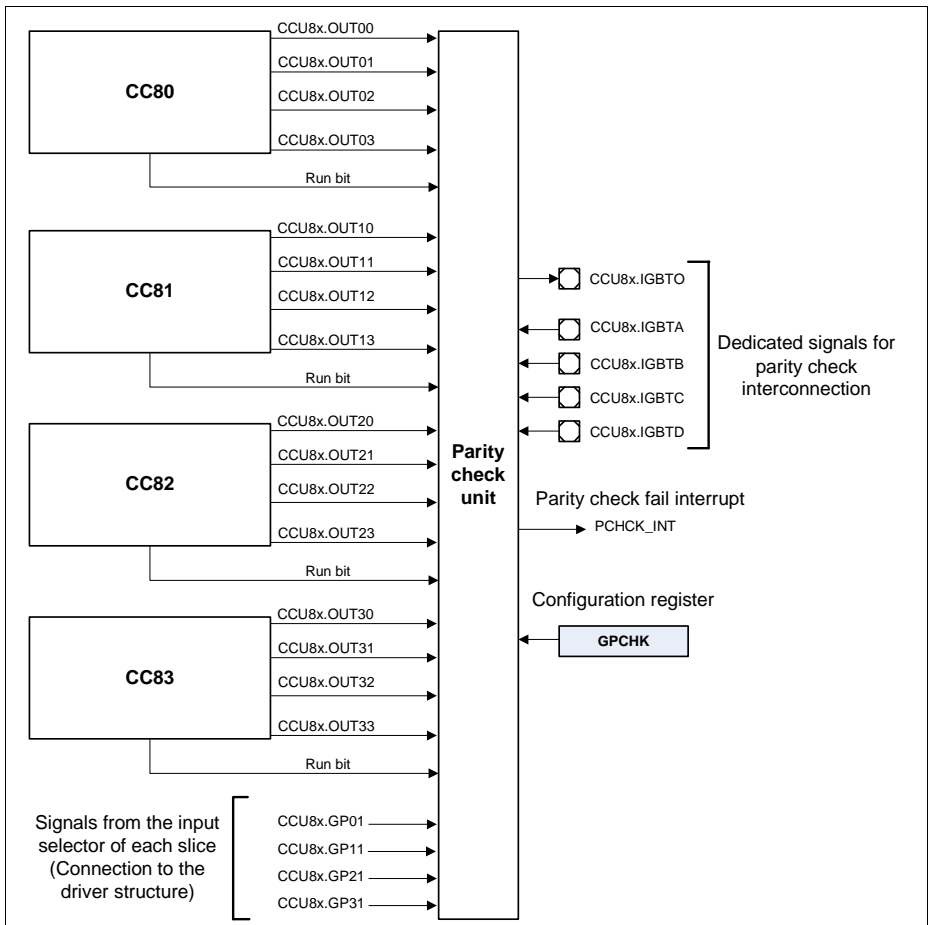 CC80
CCU8x.OUT00
CCU8x.OUT01
CCU8x.OUT02
CCU8x.OUT03
Run bit
CC81
CCU8x.OUT10
CCU8x.OUT11
CCU8x.OUT12
CCU8x.OUT13
Run bit
CC82
CCU8x.OUT20
CCU8x.OUT21
CCU8x.OUT22
CCU8x.OUT23
Run bit
CC83
CCU8x.OUT30
CCU8x.OUT31
CCU8x.OUT32
CCU8x.OUT33
Run bit
Signals from the input
selector of each slice
(Connection to the
driver structure)
CCU8x.GP01
CCU8x.GP11
CCU8x.GP21
CCU8x.GP31
Parity
check
unit
CCU8x.IGBTO
CCU8x.IGBTA
CCU8x.IGBTB
CCU8x.IGBTC
CCU8x.IGBTD
Dedicated signals for
parity check
interconnection
Parity check fail interrupt
PCHCK_INT
Configuration register
GPCHK